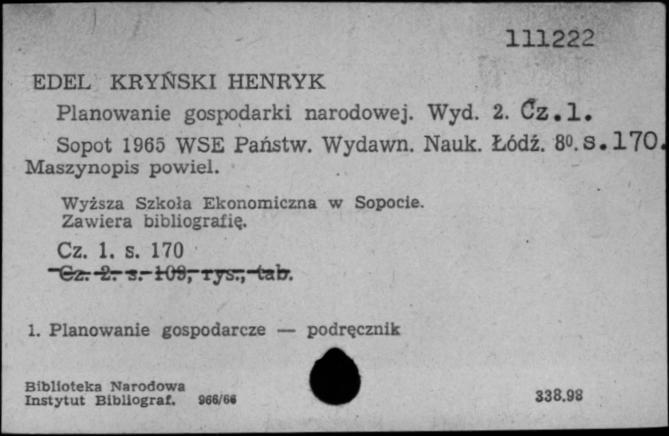 111222
EDEL KRYŃSKI HENRYK
Planowanie gospodarki narodowej. Wyd. 2. Cz.1.
Sopot 1965 WSE Państw. Wydawn. Nauk. Łódź. 8⁰. s.170.
Maszynopis powiel.
Wyższa Szkoła Ekonomiczna w Sopocie.
Zawiera bibliografię.
Cz. 1. s. 170
Cz. 2. s. 108, rys., tab.
1. Planowanie gospodarcze — podręcznik
Biblioteka Narodowa
Instytut Bibliograf. 966/66
338.98